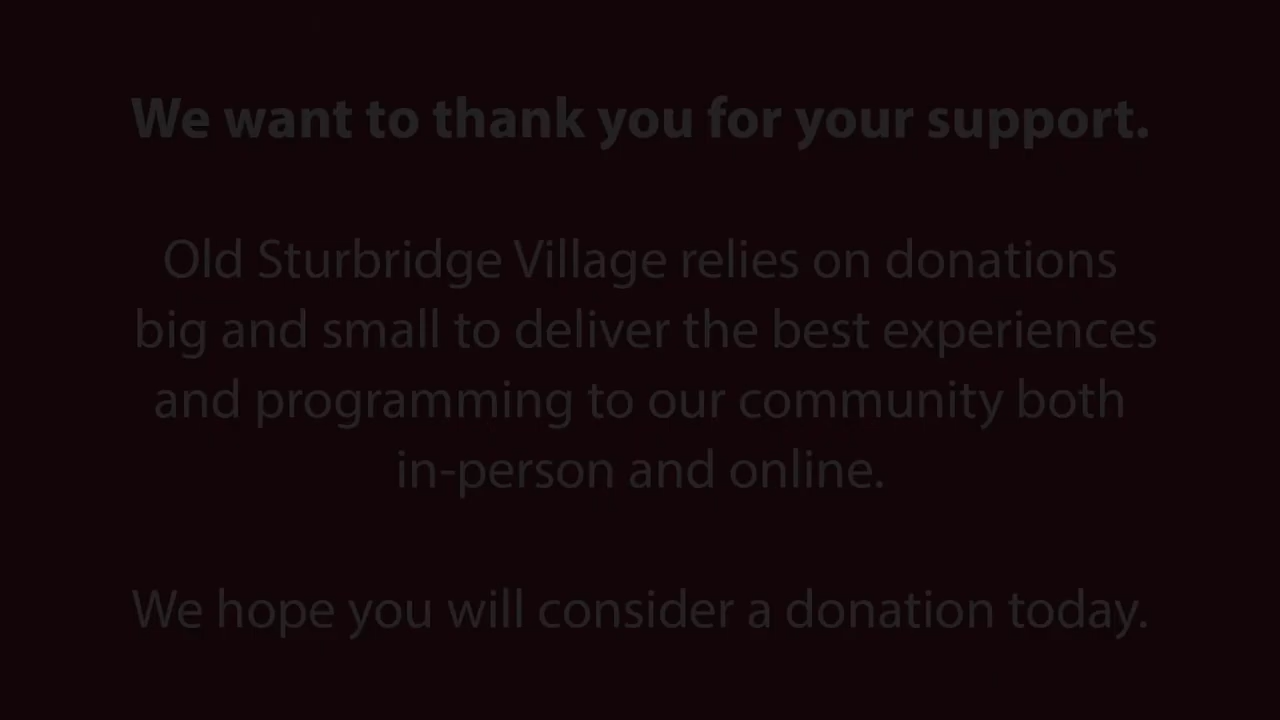 We want to thank you for your support.
Old Sturbridge Village relies on donations
big and small to deliver the best experiences
and programming to our community both
in-person and online.
We hope you will consider a donation today.